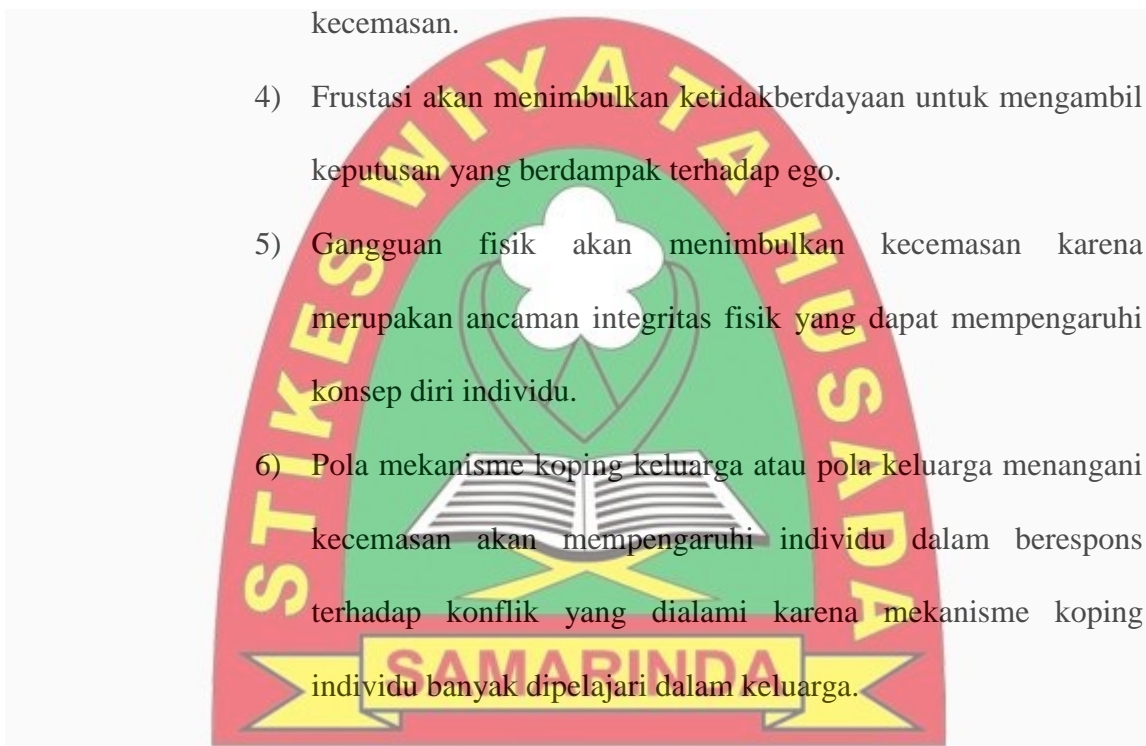 kecemasan.
4) Frustasi akan menimbulkan ketidakberdayaan untuk mengambil
keputusan yang berdampak terhadap ego.
5) Gangguan fisik akan menimbulkan kecemasan karena
merupakan ancaman integritas fisik yang dapat mempengaruhi
konsep diri individu.
6) Pola mekanisme koping keluarga atau pola keluarga menangani
kecemasan akan mempengaruhi individu dalam berespons
terhadap konflik yang dialami karena mekanisme koping
individu banyak dipelajari dalam keluarga.
STIKES WIYATA HUSADA
SAMARINDA